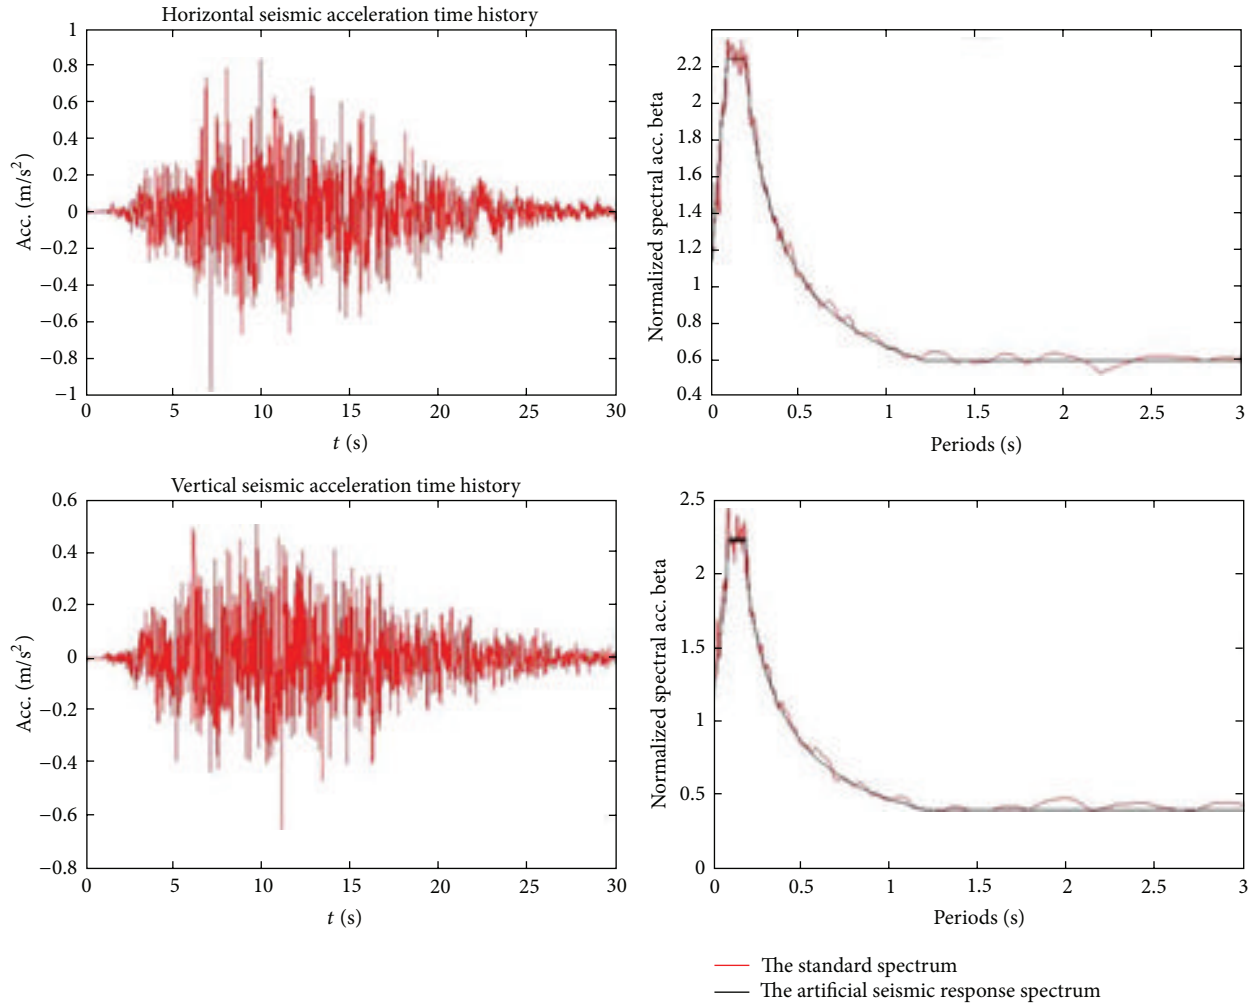 Horizontal seismic acceleration time history
1
0.8
0.6
0.4
0.2
0
−0.2
−0.4
−0.6
−0.8
−1
Acc. (m/s²)
0 5 10 15 20 25 30
t (s)
2.2
2
1.8
1.6
1.4
1.2
1
0.8
0.6
0.4
Normalized spectral acc. beta
0 0.5 1 1.5 2 2.5 3
Periods (s)
Vertical seismic acceleration time history
0.6
0.4
0.2
0
−0.2
−0.4
−0.6
−0.8
Acc. (m/s²)
0 5 10 15 20 25 30
t (s)
2.5
2
1.5
1
0.5
0
Normalized spectral acc. beta
0 0.5 1 1.5 2 2.5 3
Periods (s)
The standard spectrum
The artificial seismic response spectrum